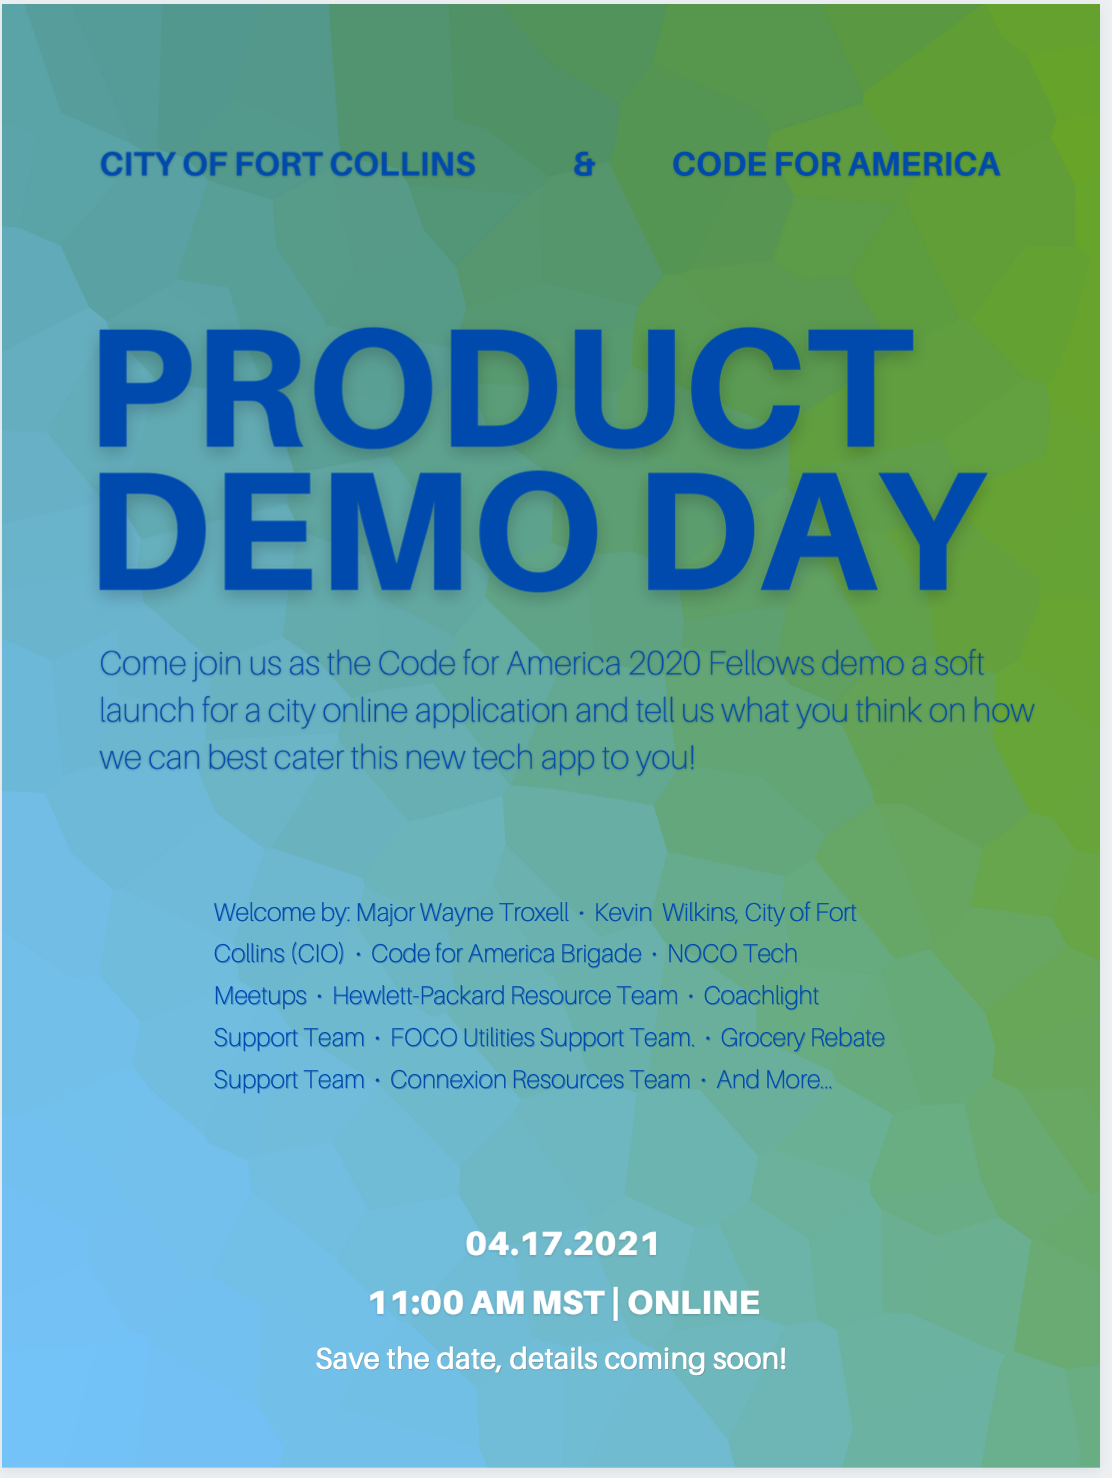 CITY OF FORT COLLINS & CODE FOR AMERICA
PRODUCT
DEMO DAY
Come join us as the Code for America 2020 Fellows demo a soft
launch for a city online application and tell us what you think on how
we can best cater this new tech app to you!
Welcome by: Major Wayne Troxell • Kevin Wilkins, City of Fort
Collins (CIO) • Code for America Brigade • NOCO Tech
Meetups • Hewlett-Packard Resource Team • Coachlight
Support Team • FOCO Utilities Support Team. • Grocery Rebate
Support Team • Connexion Resources Team • And More...
04.17.2021
11:00 AM MST | ONLINE
Save the date, details coming soon!